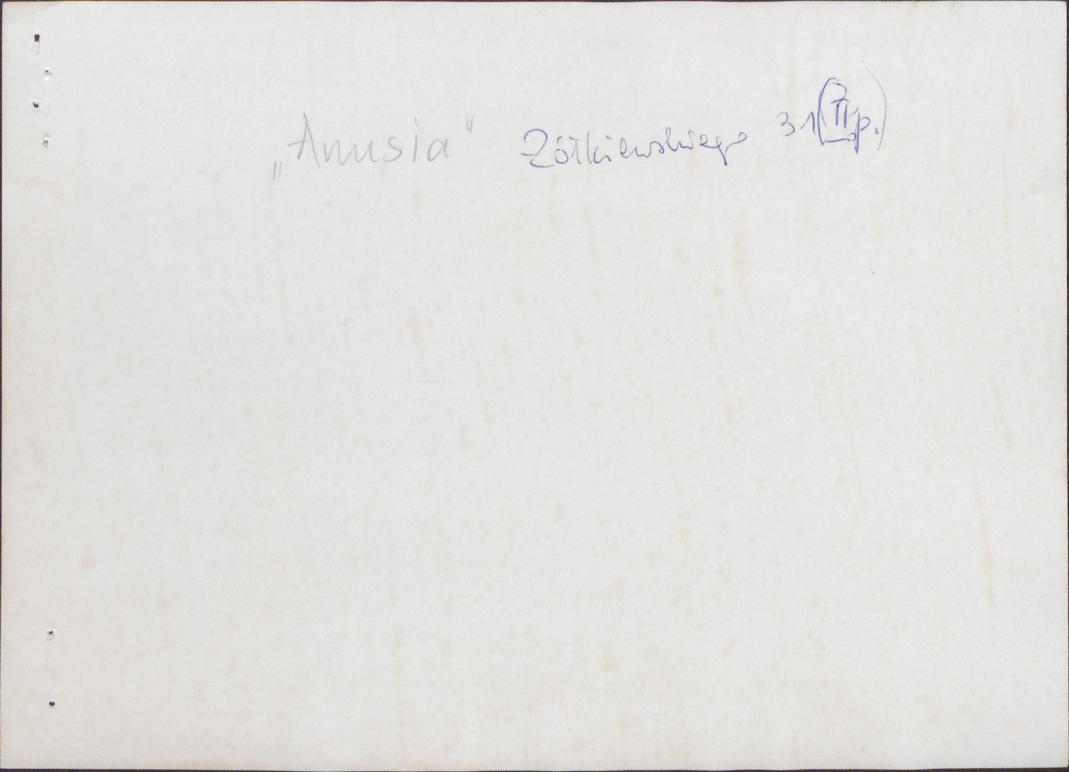 „Anusia" Żółkiewskiego 31 (II p.)